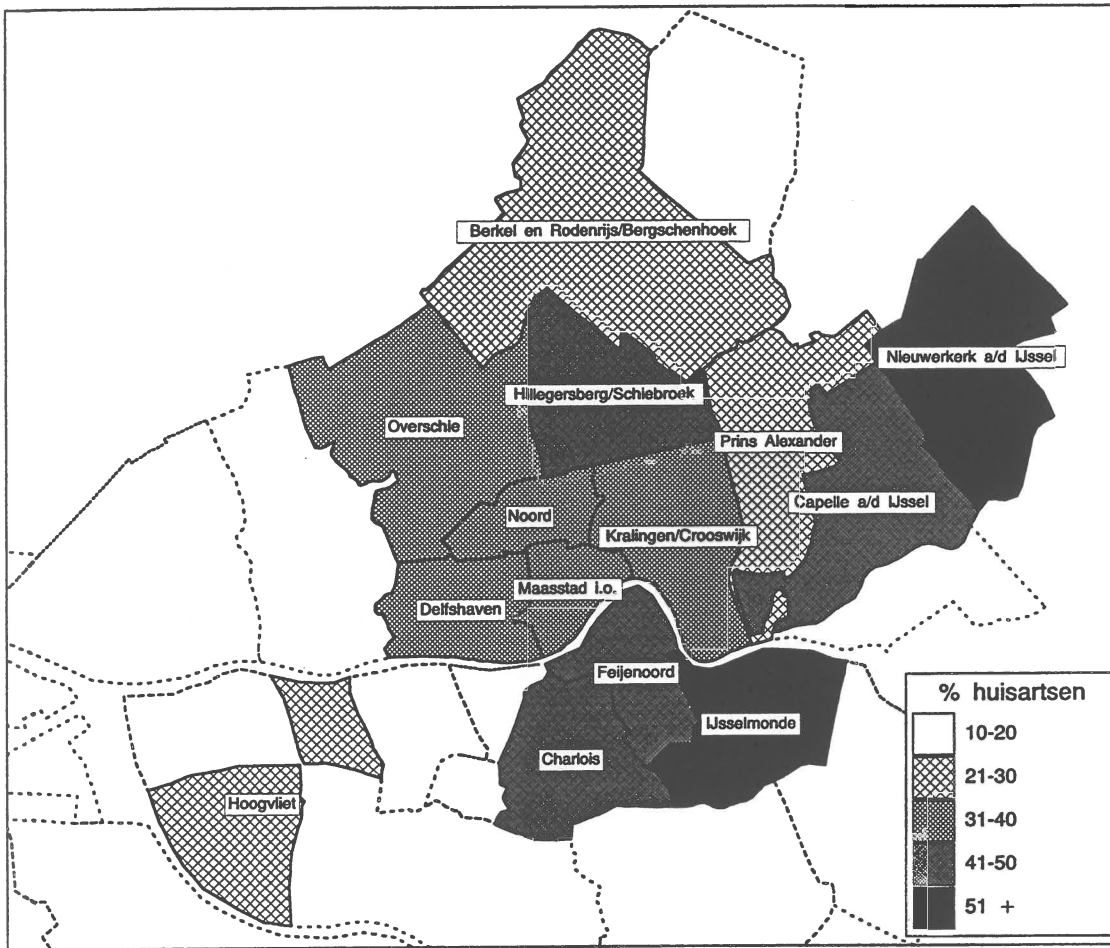 Berkel en Rodenrijs/Bergschenhoek
Nieuwerkerk a/d IJssel
Hillegersberg/Schiebroek
Overschie
Prins Alexander
Capelle a/d IJssel
Noord
Kralingen/Crooswijk
Maasstad i.o.
Delfshaven
Feijenoord
IJsselmonde
Charlois
Hoogvliet
% huisartsen
10-20
21-30
31-40
41-50
51 +